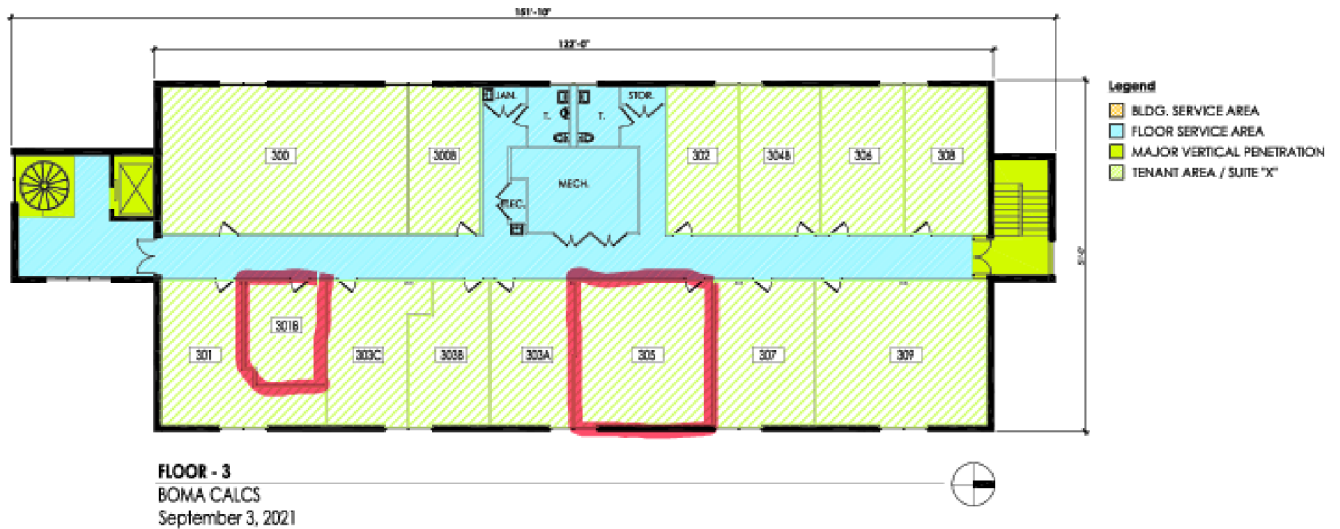 151'-10"
122'-0"
Legend
BLDG. SERVICE AREA
FLOOR SERVICE AREA
MAJOR VERTICAL PENETRATION
TENANT AREA / SUITE "X"
JAN.
STOR.
T.
T.
300
300B
302
304B
306
308
MECH.
ELEC.
51'-0"
301
301B
303C
303B
303A
305
307
309
FLOOR - 3
BOMA CALCS
September 3, 2021